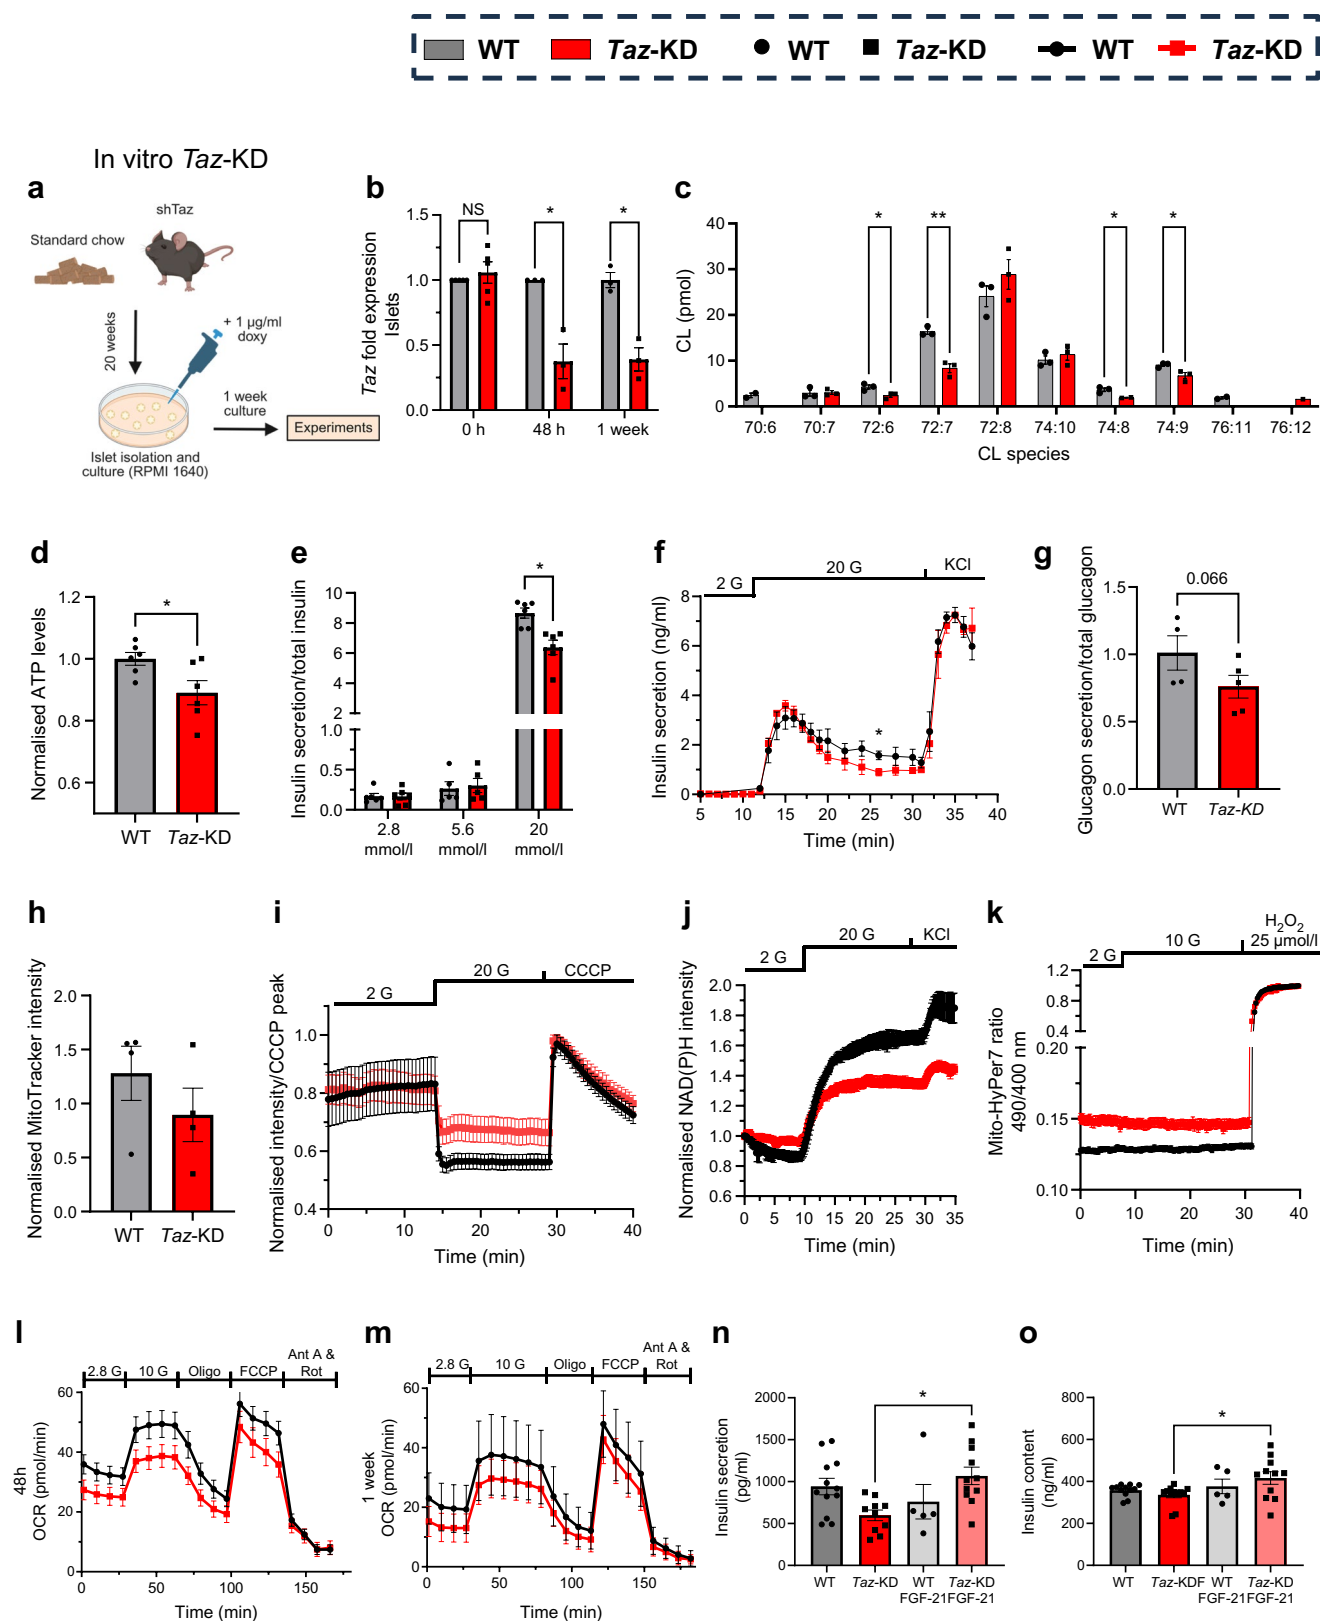 WT Taz-KD WT Taz-KD WT Taz-KD
In vitro Taz-KD
a
Standard chow
shTaz
20 weeks
+ 1 µg/ml
doxy
1 week
culture
Experiments
Islet isolation and
culture (RPMI 1640)
b
Taz fold expression
Islets
1.5
1.0
0.5
0.0
NS * *
0 h 48 h 1 week
c
CL (pmol)
40
30
20
10
0
* ** * *
70:6 70:7 72:6 72:7 72:8 74:10 74:8 74:9 76:11 76:12
CL species
d
Normalised ATP levels
1.2
1.0
0.8
0.6
*
WT Taz-KD
e
Insulin secretion/total insulin
10
8
6
4
2
1.0
0.5
0.0
*
2.8 5.6 20
mmol/l mmol/l mmol/l
f
2 G 20 G KCl
Insulin secretion (ng/ml)
8
6
4
2
0
*
5 10 15 20 25 30 35 40
Time (min)
g
Glucagon secretion/total glucagon
1.5
1.0
0.5
0.0
0.066
WT Taz-KD
h
Normalised MitoTracker intensity
2.0
1.5
1.0
0.5
0.0
WT Taz-KD
i
2 G 20 G CCCP
Normalised intensity/CCCP peak
1.0
0.8
0.6
0.4
0 10 20 30 40
Time (min)
j
2 G 20 G KCl
Normalised NAD(P)H intensity
2.0
1.8
1.6
1.4
1.2
1.0
0.8
0.6
0 5 10 15 20 25 30 35
Time (min)
k
2 G 10 G H₂O₂
25 µmol/l
Mito-HyPer7 ratio
490/400 nm
1.2
0.8
0.4
0.20
0.15
0.10
0 10 20 30 40
Time (min)
l
2.8 G 10 G Oligo FCCP Ant A &
Rot
48h
OCR (pmol/min)
60
40
20
0
0 50 100 150
Time (min)
m
2.8 G 10 G Oligo FCCP Ant A &
Rot
1 week
OCR (pmol/min)
60
40
20
0
0 50 100 150
Time (min)
n
Insulin secretion
(pg/ml)
2000
1500
1000
500
0
*
WT Taz-KD WT Taz-KD
FGF-21 FGF-21
o
Insulin content
(ng/ml)
800
600
400
200
0
*
WT Taz-KDF WT Taz-KD
FGF-21 FGF-21